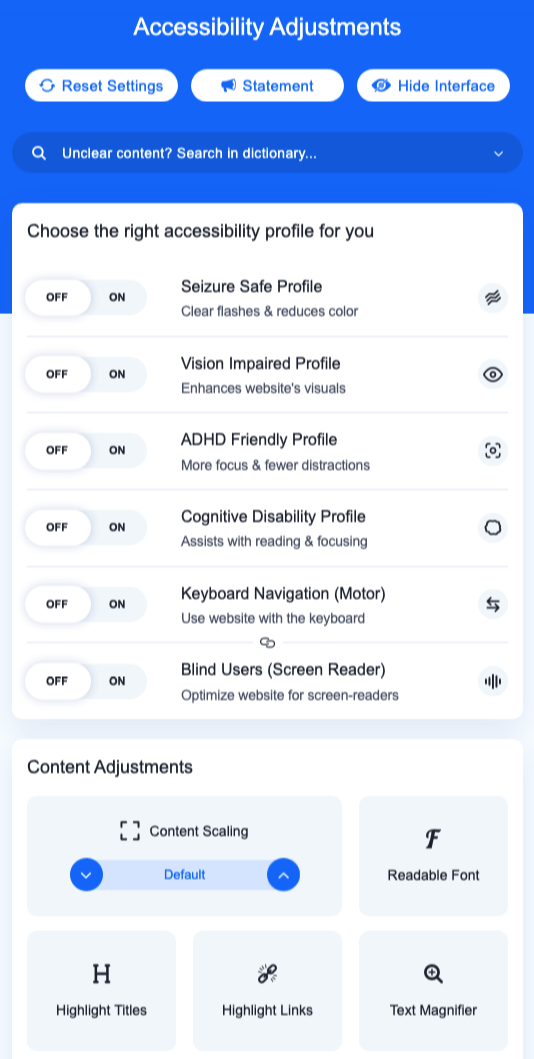 Accessibility Adjustments
Reset Settings
Statement
Hide Interface
Unclear content? Search in dictionary...
Choose the right accessibility profile for you
OFF ON Seizure Safe Profile
Clear flashes & reduces color
OFF ON Vision Impaired Profile
Enhances website's visuals
OFF ON ADHD Friendly Profile
More focus & fewer distractions
OFF ON Cognitive Disability Profile
Assists with reading & focusing
OFF ON Keyboard Navigation (Motor)
Use website with the keyboard
OFF ON Blind Users (Screen Reader)
Optimize website for screen-readers
Content Adjustments
Content Scaling
Default
Readable Font
Highlight Titles
Highlight Links
Text Magnifier